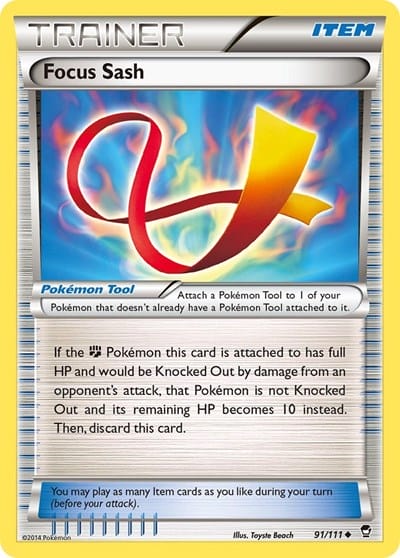 TRAINER
ITEM
Focus Sash
Pokémon Tool
Attach a Pokémon Tool to 1 of your
Pokémon that doesn't already have a Pokémon Tool attached to it.
If the Pokémon this card is attached to has full
HP and would be Knocked Out by damage from an
opponent's attack, that Pokémon is not Knocked
Out and its remaining HP becomes 10 instead.
Then, discard this card.
You may play as many Item cards as you like during your turn
(before your attack).
©2014 Pokémon
Illus. Toyste Beach
91/111